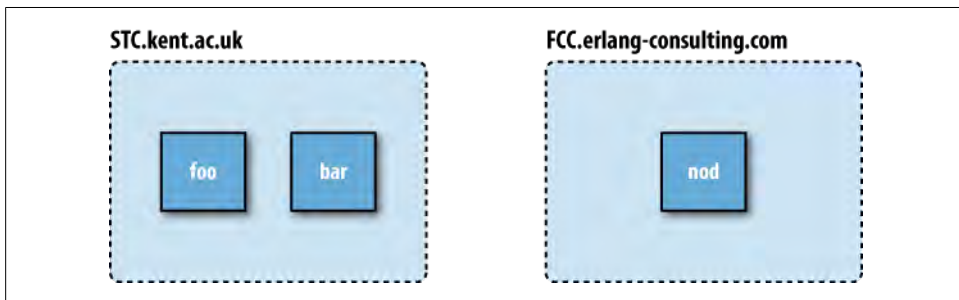 STC.kent.ac.uk
FCC.erlang-consulting.com
foo
bar
nod